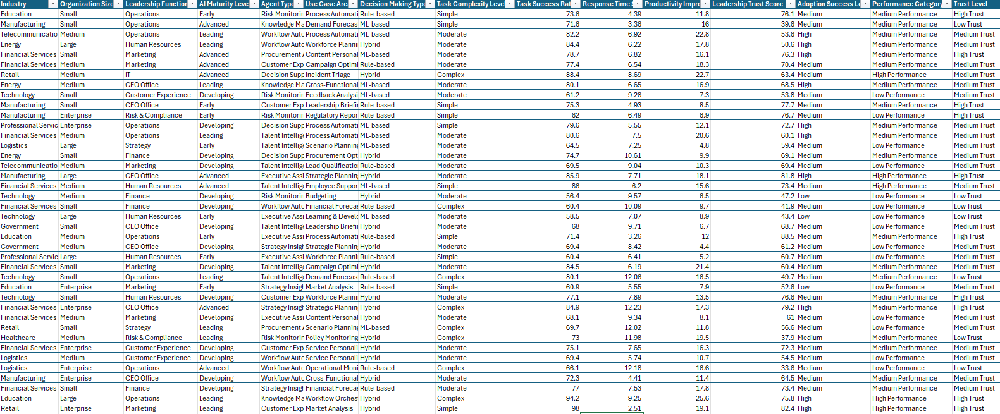 Industry Organization Size Leadership Function AI Maturity Leve Agent Type Use Case Are Decision Making Type Task Complexity Leve Task Success Rat Response Time Productivity Impro Leadership Trust Score Adoption Success Le Performance Category Trust Level
Education Small Operations Early Risk Monitorir Process Automati Rule-based Simple 73.6 4.39 11.8 76.1 Medium Medium Performance High Trust
Manufacturing Small Operations Advanced Knowledge Ma Demand Forecas ML-based Simple 71.6 3.36 16 39.6 Medium Medium Performance Low Trust
Telecommunicatio Medium Operations Leading Workflow Auto Process Automati ML-based Moderate 82.2 6.92 22.8 53.6 High Medium Performance Medium Trust
Energy Large Human Resources Leading Workflow Auto Workforce Planni Hybrid Moderate 84.4 6.22 17.8 50.6 High Medium Performance Medium Trust
Financial Services Small Marketing Advanced Procurement A Content Personal ML-based Moderate 78.7 6.82 16.1 76.3 High Medium Performance High Trust
Financial Services Medium Marketing Advanced Customer Exp Campaign Optimi Rule-based Moderate 77.4 6.54 18.3 70.4 Medium Medium Performance Medium Trust
Retail Medium IT Advanced Decision Supp Incident Triage Hybrid Complex 88.4 8.69 22.7 63.4 Medium High Performance Medium Trust
Energy Medium CEO Office Leading Knowledge Ma Cross-Functional ML-based Moderate 80.1 6.65 16.9 68.5 High Medium Performance Medium Trust
Technology Small Customer Experience Developing Risk Monitorir Feedback Analysi ML-based Moderate 61.2 9.28 7.3 53.8 Medium Low Performance Medium Trust
Manufacturing Small CEO Office Early Customer Exp Leadership Briefi Rule-based Simple 75.3 4.93 8.5 77.7 Medium Medium Performance High Trust
Manufacturing Enterprise Risk & Compliance Early Risk Monitorir Regulatory Repor Rule-based Simple 62 6.49 6.9 76.7 Medium Low Performance High Trust
Professional Servic Enterprise Operations Developing Decision Supp Process Automati ML-based Simple 79.6 5.55 12.1 72.7 High Medium Performance Medium Trust
Financial Services Medium Operations Leading Talent Intellig Process Automati ML-based Moderate 80.6 7.5 20.6 60.1 High Medium Performance Medium Trust
Logistics Large Strategy Early Talent Intellig Scenario Planning ML-based Moderate 64.5 7.25 4.8 59.4 Medium Low Performance Medium Trust
Energy Small Finance Developing Decision Supp Procurement Opt Hybrid Moderate 74.7 10.61 9.9 69.1 Medium Medium Performance Medium Trust
Telecommunicatio Medium Marketing Developing Talent Intellig Lead Qualificatio Rule-based Moderate 69.5 9.04 10.3 69.4 Medium Low Performance Medium Trust
Manufacturing Large CEO Office Advanced Executive Assi Strategic Plannin Hybrid Moderate 85.9 7.71 18.1 81.8 High High Performance High Trust
Financial Services Medium Human Resources Advanced Talent Intellig Employee Suppor ML-based Simple 86 6.2 15.6 73.4 Medium High Performance Medium Trust
Technology Medium Finance Developing Risk Monitorir Budgeting Hybrid Moderate 56.4 9.57 6.5 47.2 Low Low Performance Low Trust
Financial Services Small Finance Developing Workflow Auto Financial Foreca Rule-based Complex 60.4 10.09 9.7 41.9 Medium Low Performance Low Trust
Technology Large Human Resources Early Executive Assi Learning & Develo ML-based Moderate 58.5 7.07 8.9 43.4 Low Low Performance Low Trust
Government Small CEO Office Developing Talent Intellig Leadership Briefi Hybrid Moderate 68 9.71 6.7 68.7 Medium Low Performance Medium Trust
Education Medium Operations Early Executive Assi Process Automati Rule-based Simple 71.4 3.26 12 88.5 Medium Medium Performance High Trust
Government Medium CEO Office Developing Strategy Insigh Strategic Plannin Hybrid Moderate 69.4 8.42 4.4 61.2 Medium Low Performance Medium Trust
Professional Servic Large Human Resources Early Executive Assi Workforce Planni Rule-based Simple 60.4 6.41 5.2 60.7 Medium Low Performance Medium Trust
Financial Services Small Marketing Developing Talent Intellig Campaign Optimi Hybrid Moderate 84.5 6.19 21.4 60.4 Medium Medium Performance Medium Trust
Technology Small Operations Leading Talent Intellig Demand Forecas Rule-based Complex 80.1 12.06 16.5 49.7 Medium Medium Performance Low Trust
Education Enterprise Marketing Early Strategy Insigh Market Analysis Rule-based Simple 60.9 5.55 7.9 52.6 Low Low Performance Medium Trust
Technology Small Human Resources Developing Customer Exp Workforce Planni Hybrid Moderate 77.1 7.89 13.5 76.6 Medium Medium Performance High Trust
Financial Services Enterprise CEO Office Advanced Strategy Insigh Strategic Plannin Hybrid Complex 84.9 12.23 17.3 79.2 High Medium Performance High Trust
Financial Services Medium Marketing Developing Executive Assi Content Personal Hybrid Moderate 68.1 9.34 8.1 61 Medium Low Performance Medium Trust
Retail Small Strategy Leading Procurement A Scenario Planning ML-based Complex 69.7 12.02 11.8 56.6 Medium Low Performance Medium Trust
Healthcare Medium Risk & Compliance Leading Risk Monitorir Policy Monitoring Hybrid Complex 73 11.98 19.5 37.9 Medium Medium Performance Low Trust
Financial Services Enterprise Customer Experience Developing Customer Exp Service Personali Hybrid Moderate 75.1 7.65 16.3 72.3 Medium Medium Performance Medium Trust
Logistics Medium Customer Experience Developing Workflow Auto Service Personali Hybrid Moderate 69.4 5.74 10.7 54.5 Medium Low Performance Medium Trust
Logistics Enterprise Operations Advanced Workflow Auto Operational Moni Rule-based Complex 66.1 12.18 16.6 33.6 Medium Low Performance Low Trust
Manufacturing Enterprise CEO Office Developing Workflow Auto Cross-Functional Hybrid Moderate 72.3 4.41 11.4 64.5 Medium Medium Performance Medium Trust
Financial Services Small Finance Developing Strategy Insigh Financial Foreca Rule-based Moderate 77 7.53 17.8 73.4 Medium Medium Performance Medium Trust
Education Large Operations Leading Knowledge Ma Workflow Orches Hybrid Complex 94.2 9.25 25.6 75.8 High High Performance High Trust
Retail Enterprise Marketing Leading Customer Exp Market Analysis Hybrid Simple 98 2.51 19.1 82.4 High High Performance High Trust